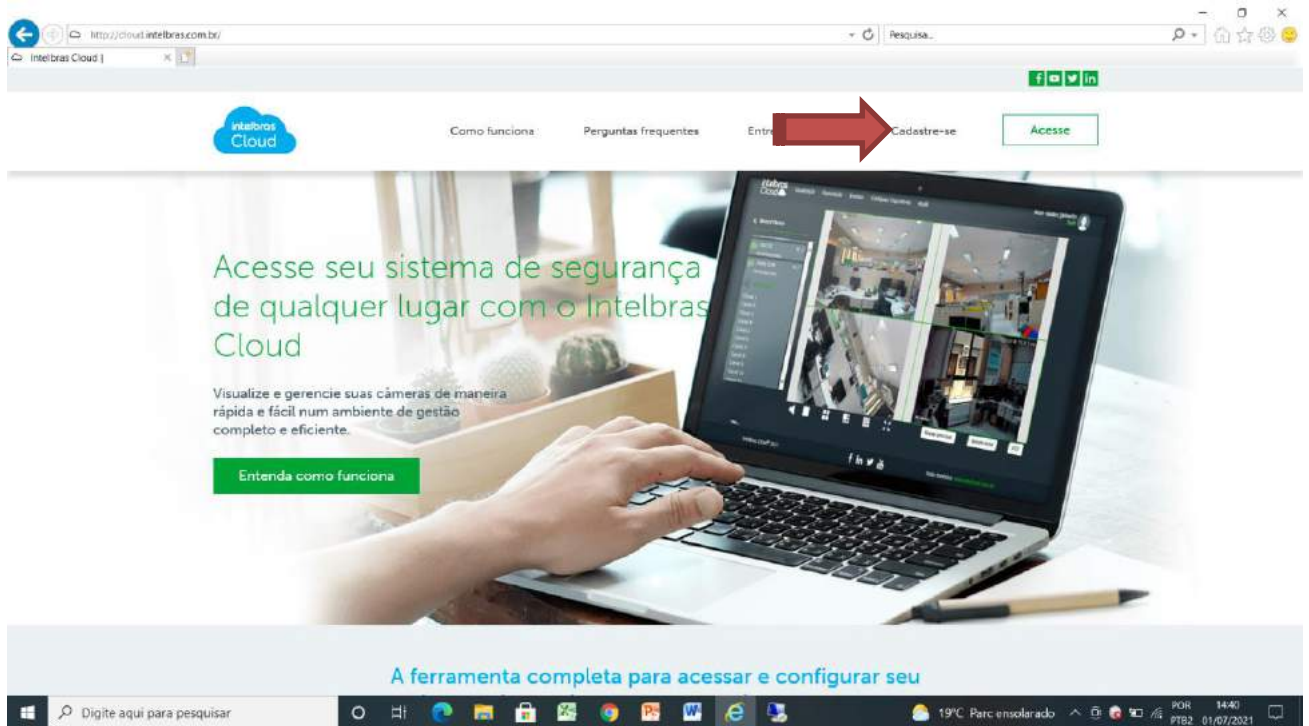 http://cloud.intelbras.com.br/
Pesquisa...
Intelbras Cloud |
intelbras
Cloud
Como funciona
Perguntas frequentes
Cadastre-se
Acesse
Acesse seu sistema de segurança
de qualquer lugar com o Intelbras
Cloud
Visualize e gerencie suas câmeras de maneira
rápida e fácil num ambiente de gestão
completo e eficiente.
Entenda como funciona
A ferramenta completa para acessar e configurar seu
Digite aqui para pesquisar
19°C Parc ensolarado
POR
PTB2
14:40
01/07/2021